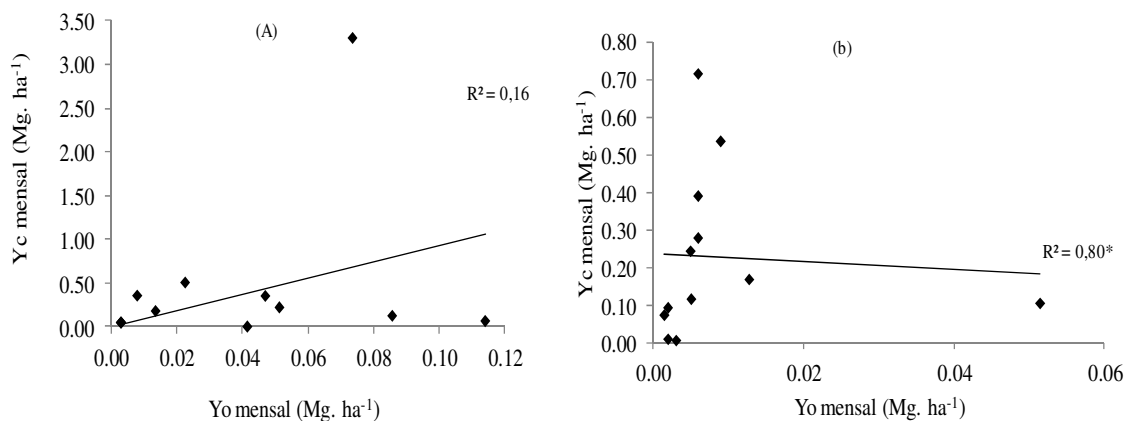 (A)
Yc mensal (Mg. ha⁻¹)
3.50
3.00
2.50
2.00
1.50
1.00
0.50
0.00
R² = 0,16
0.00 0.02 0.04 0.06 0.08 0.10 0.12
Yo mensal (Mg. ha⁻¹)
(b)
Yc mensal (Mg. ha⁻¹)
0.80
0.70
0.60
0.50
0.40
0.30
0.20
0.10
0.00
R² = 0,80*
0.00 0.02 0.04 0.06
Yo mensal (Mg. ha⁻¹)